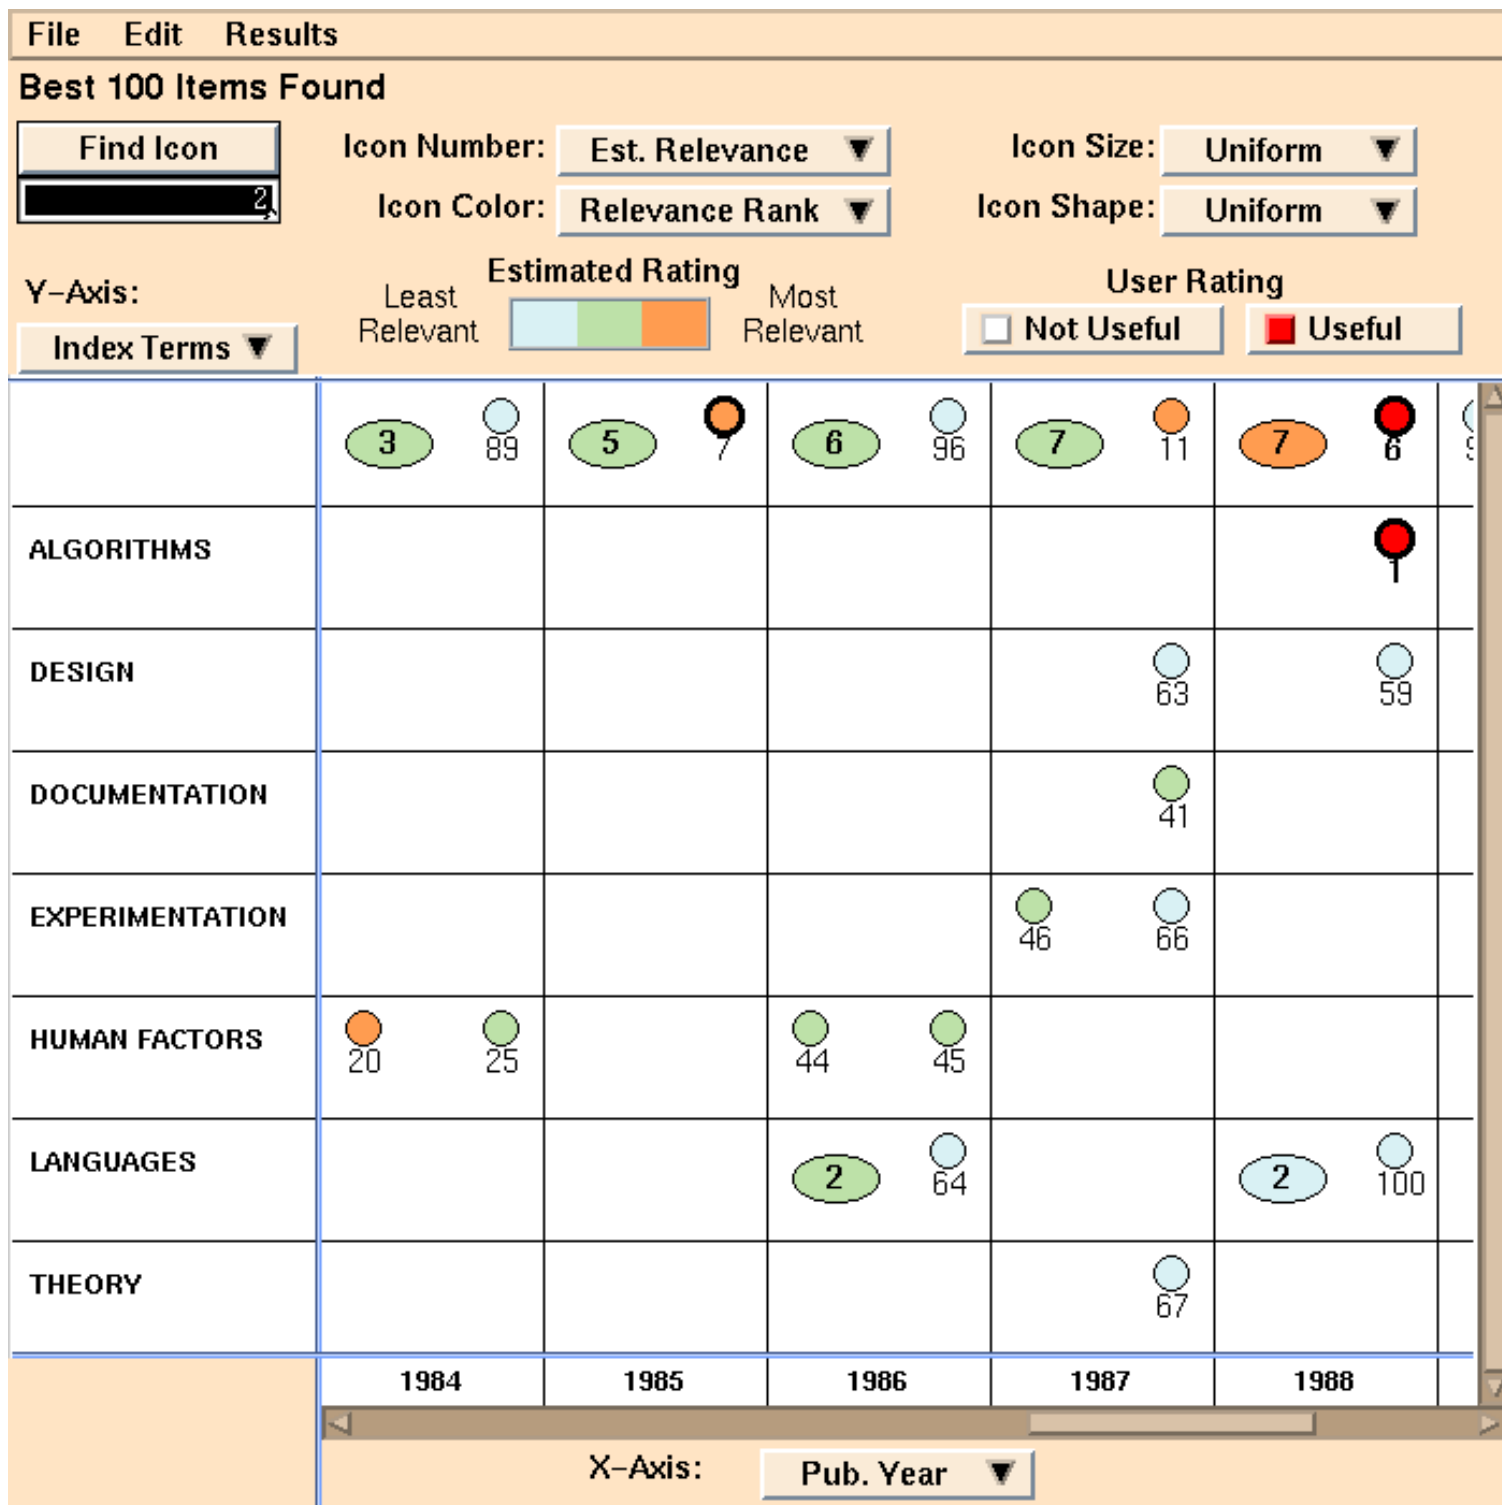 File Edit Results
Best 100 Items Found
Find Icon Icon Number: Est. Relevance Icon Size: Uniform
2 Icon Color: Relevance Rank Icon Shape: Uniform
Y-Axis: Least Relevant Estimated Rating Most Relevant User Rating
Index Terms Not Useful Useful
3 89 5 7 6 96 7 11 7 6
ALGORITHMS 1
DESIGN 63 59
DOCUMENTATION 41
EXPERIMENTATION 46 66
HUMAN FACTORS 20 25 44 45
LANGUAGES 2 64 2 100
THEORY 67
1984 1985 1986 1987 1988
X-Axis: Pub. Year